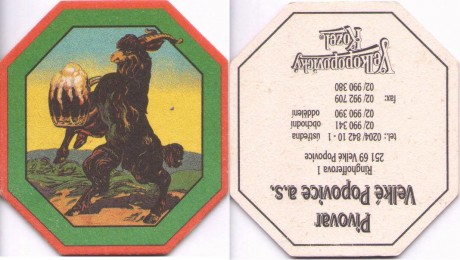 Pivovar
Velké Popovice a.s.
Ringhofferova 1
251 69 Velké Popovice
tel.: 0204/842 10 - 1 ústředna
02/990 341 obchodní
02/990 390 oddělení
fax: 02/992 709
02/990 380
Velkopopovický
Kozel